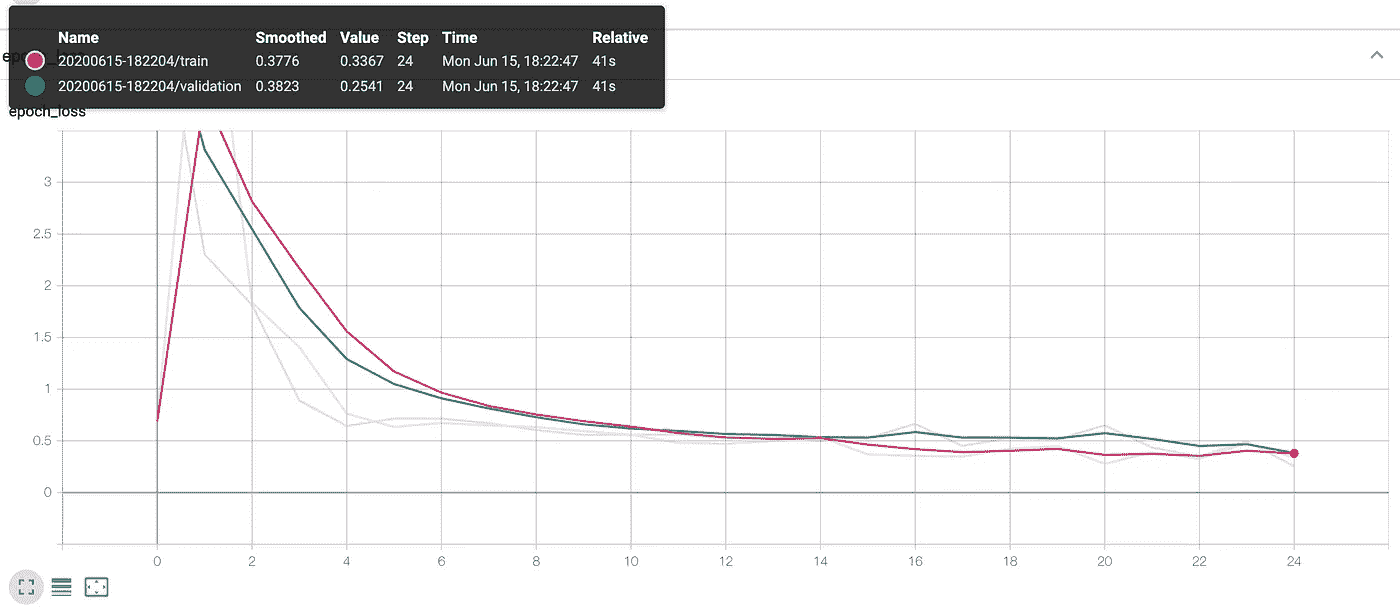 Name Smoothed Value Step Time Relative
20200615-182204/train 0.3776 0.3367 24 Mon Jun 15, 18:22:47 41s
20200615-182204/validation 0.3823 0.2541 24 Mon Jun 15, 18:22:47 41s
epoch_loss
3
2.5
2
1.5
1
0.5
0
0 2 4 6 8 10 12 14 16 18 20 22 24